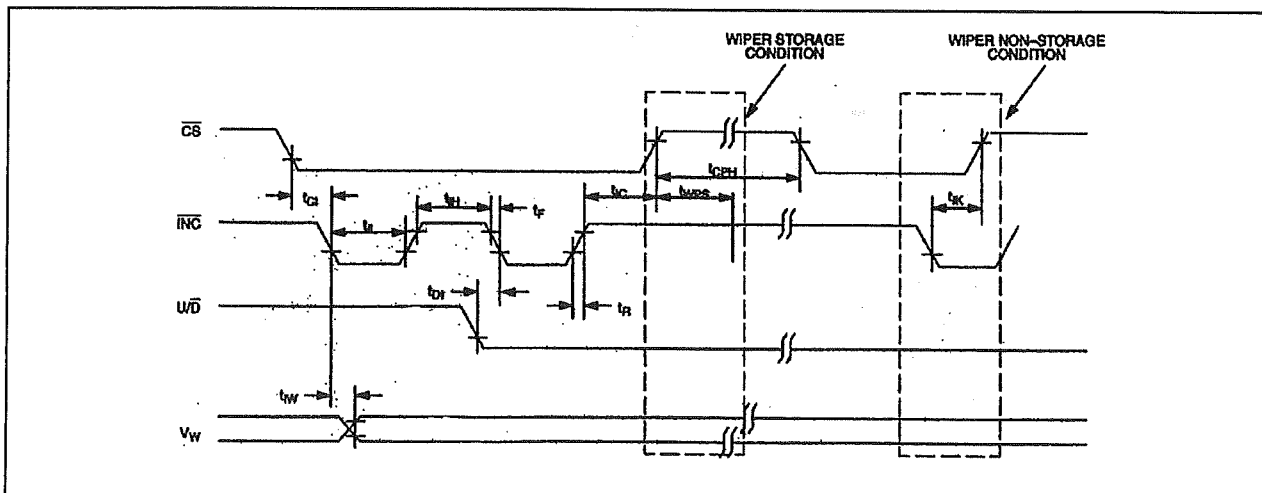 WIPER STORAGE
CONDITION
WIPER NON-STORAGE
CONDITION
CS
tCPH
tCI
tIL
tIH
tF
tIC
tWPS
tIK
INC
tDI
tR
U/D
tIW
VW